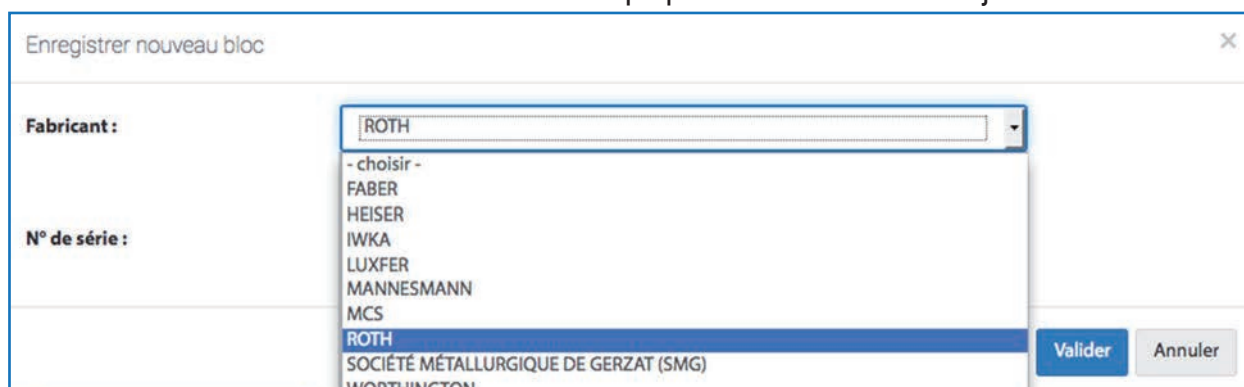 Enregistrer nouveau bloc ×
Fabricant :
ROTH
- choisir -
FABER
HEISER
IWKA
LUXFER
MANNESMANN
MCS
ROTH
SOCIÉTÉ MÉTALLURGIQUE DE GERZAT (SMG)
WORTHINGTON
N° de série :
Valider
Annuler